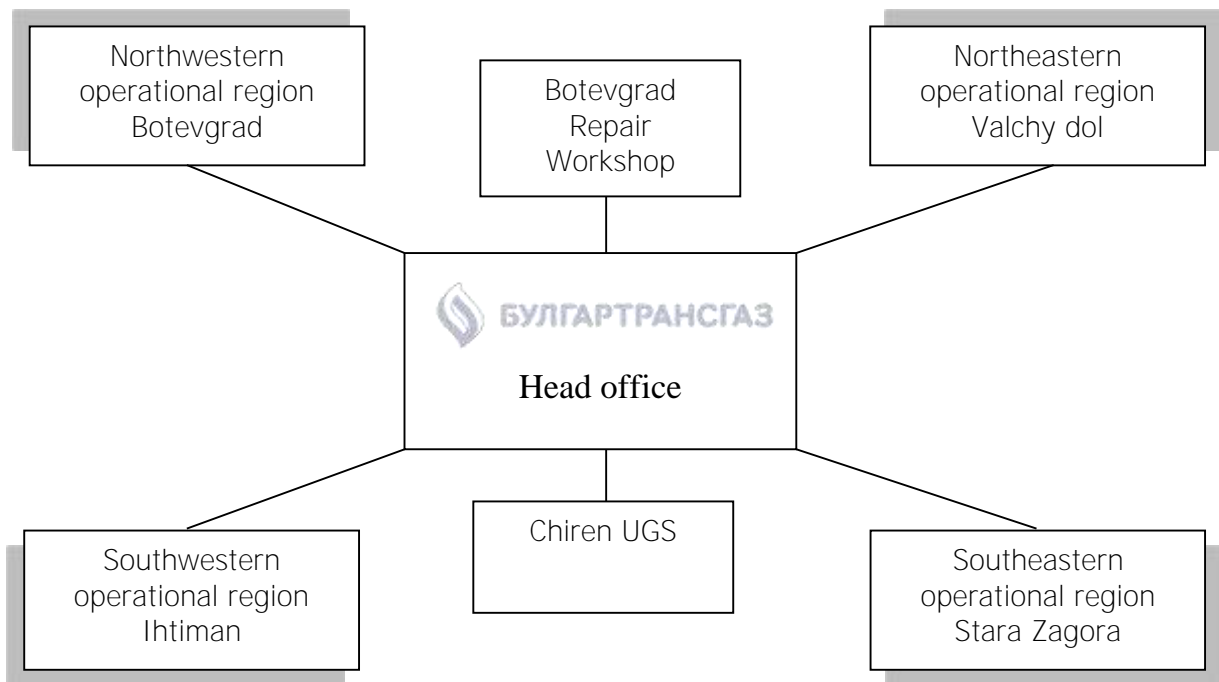 Northwestern
operational region
Botevgrad
Botevgrad
Repair
Workshop
Northeastern
operational region
Valchy dol
БУЛГАРТРАНСГАЗ
Head office
Southwestern
operational region
Ihtiman
Chiren UGS
Southeastern
operational region
Stara Zagora